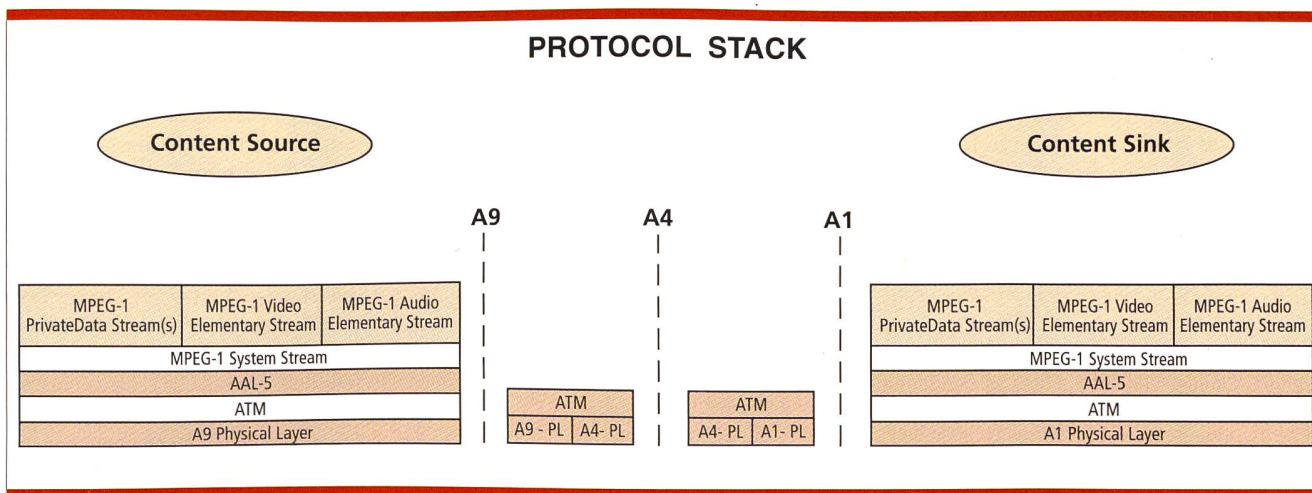 PROTOCOL STACK
Content Source
Content Sink
A9
A4
A1
MPEG-1
PrivateData Stream(s)
MPEG-1 Video
Elementary Stream
MPEG-1 Audio
Elementary Stream
MPEG-1 System Stream
AAL-5
ATM
A9 Physical Layer
ATM
A9 - PL
A4- PL
ATM
A4- PL
A1- PL
MPEG-1
PrivateData Stream(s)
MPEG-1 Video
Elementary Stream
MPEG-1 Audio
Elementary Stream
MPEG-1 System Stream
AAL-5
ATM
A1 Physical Layer